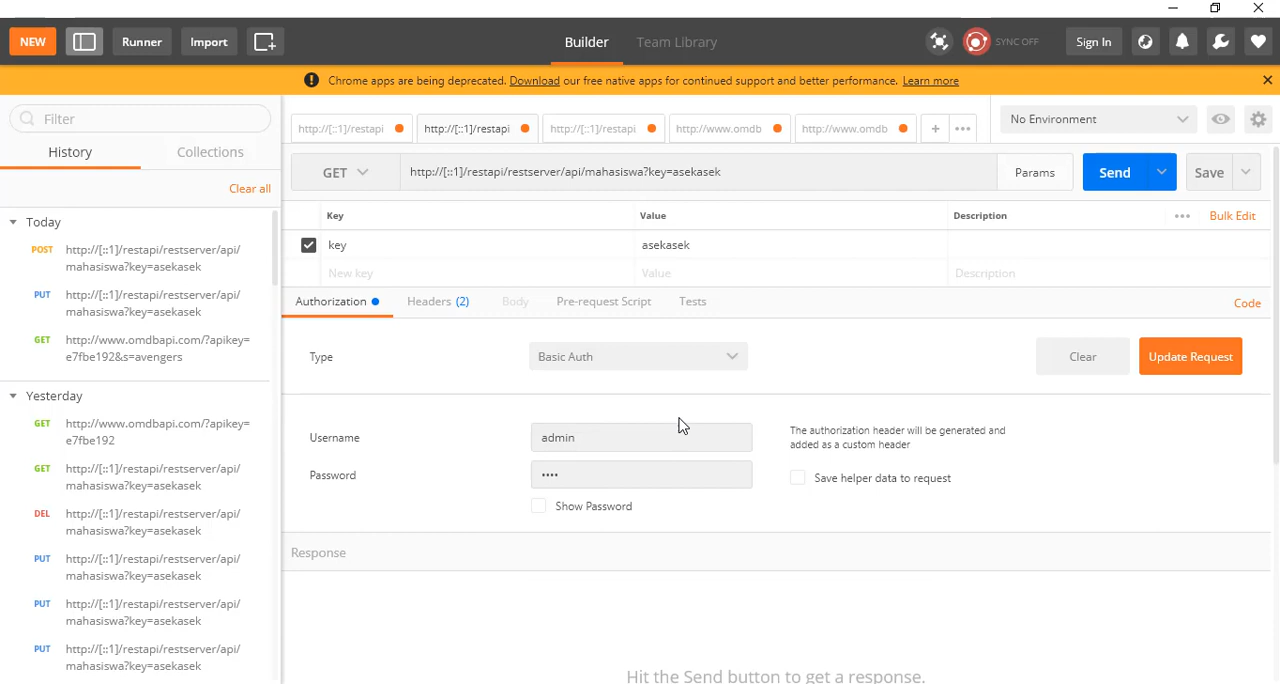 NEW
Runner
Import
Builder
Team Library
SYNC OFF
Sign In
Chrome apps are being deprecated. Download our free native apps for continued support and better performance. Learn more
Filter
History
Collections
Clear all
Today
POST http://[::1]/restapi/restserver/api/
mahasiswa?key=asekasek
PUT http://[::1]/restapi/restserver/api/
mahasiswa?key=asekasek
GET http://www.omdbapi.com/?apikey=
e7fbe192&s=avengers
Yesterday
GET http://www.omdbapi.com/?apikey=
e7fbe192
GET http://[::1]/restapi/restserver/api/
mahasiswa?key=asekasek
DEL http://[::1]/restapi/restserver/api/
mahasiswa?key=asekasek
PUT http://[::1]/restapi/restserver/api/
mahasiswa?key=asekasek
PUT http://[::1]/restapi/restserver/api/
mahasiswa?key=asekasek
PUT http://[::1]/restapi/restserver/api/
mahasiswa?key=asekasek
http://[::1]/restapi
http://[::1]/restapi
http://[::1]/restapi
http://www.omdb
http://www.omdb
No Environment
GET
http://[::1]/restapi/restserver/api/mahasiswa?key=asekasek
Params
Send
Save
Key
Value
Description
Bulk Edit
key
asekasek
New key
Value
Description
Authorization
Headers (2)
Body
Pre-request Script
Tests
Code
Type
Basic Auth
Clear
Update Request
Username
admin
The authorization header will be generated and
added as a custom header
Password
••••
Save helper data to request
Show Password
Response
Hit the Send button to get a response.